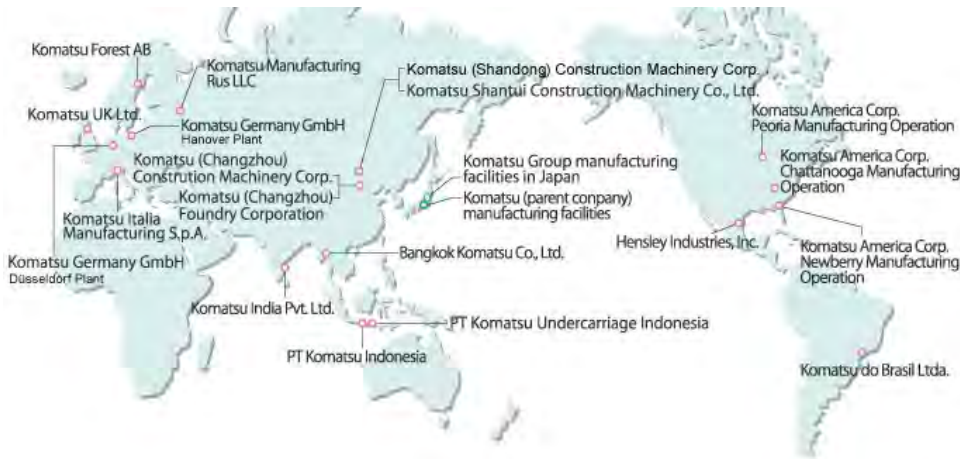 Komatsu Forest AB
Komatsu Manufacturing
Rus LLC
Komatsu (Shandong) Construction Machinery Corp.
Komatsu Shantui Construction Machinery Co., Ltd.
Komatsu UK Ltd.
Komatsu Germany GmbH
Hanover Plant
Komatsu (Changzhou)
Constrution Machinery Corp.
Komatsu (Changzhou)
Foundry Corporation
Komatsu Italia
Manufacturing S.p.A.
Komatsu Germany GmbH
Düsseldorf Plant
Komatsu Group manufacturing
facilities in Japan
Komatsu (parent conpany)
manufacturing facilities
Bangkok Komatsu Co., Ltd.
Komatsu India Pvt. Ltd.
PT Komatsu Undercarriage Indonesia
PT Komatsu Indonesia
Komatsu America Corp.
Peoria Manufacturing Operation
Komatsu America Corp.
Chattanooga Manufacturing
Operation
Hensley Industries, Inc.
Komatsu America Corp.
Newberry Manufacturing
Operation
Komatsu do Brasil Ltda.